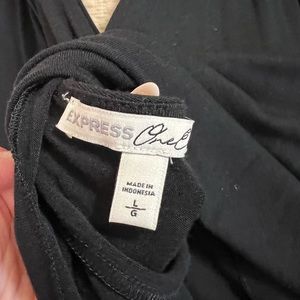 EXPRESS One E
MADE IN
INDONESIA
L
G